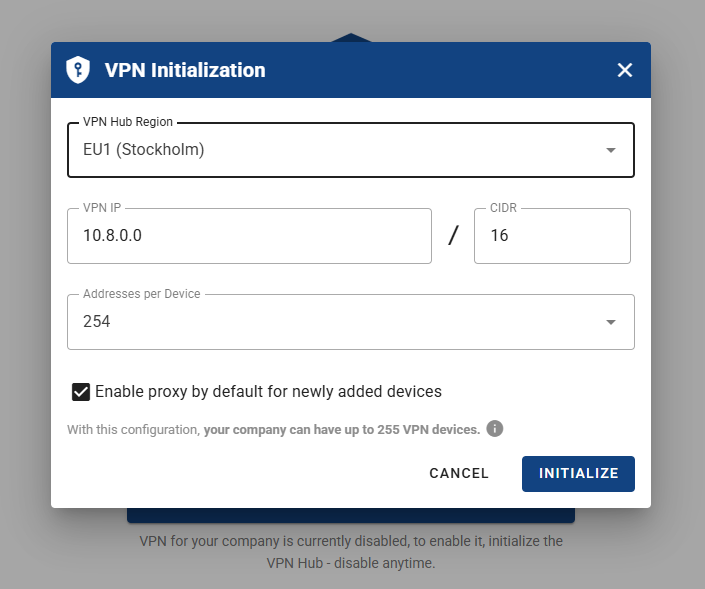 VPN Initialization
VPN Hub Region
EU1 (Stockholm)
VPN IP
10.8.0.0
/
CIDR
16
Addresses per Device
254
Enable proxy by default for newly added devices
With this configuration, your company can have up to 255 VPN devices.
CANCEL
INITIALIZE
VPN for your company is currently disabled, to enable it, initialize the
VPN Hub - disable anytime.